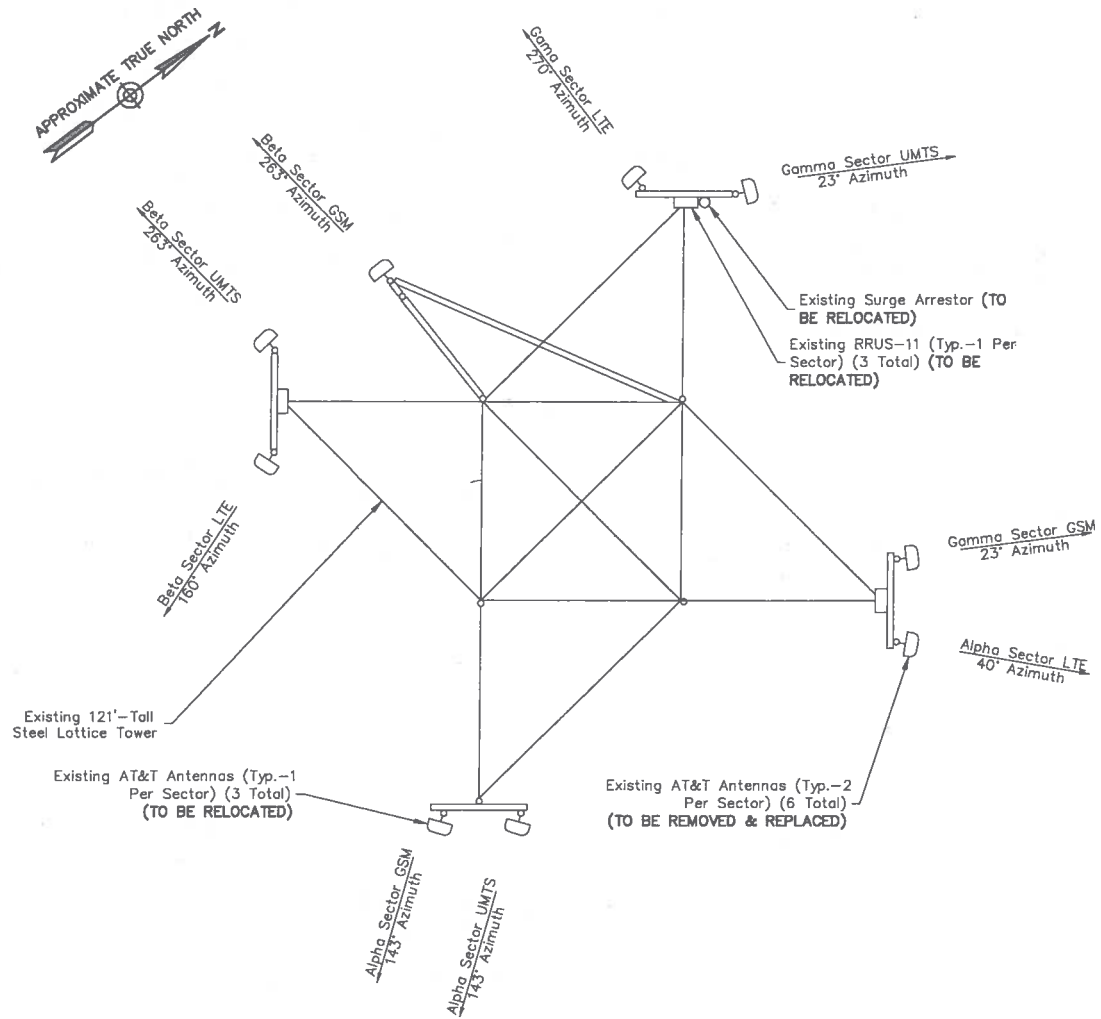 APPROXIMATE TRUE NORTH
N
Gama Sector LTE
270° Azimuth
Beta Sector GSM
263° Azimuth
Gamma Sector UMTS
23° Azimuth
Beta Sector UMTS
263° Azimuth
Existing Surge Arrestor (TO
BE RELOCATED)
Existing RRUS-11 (Typ.-1 Per
Sector) (3 Total) (TO BE
RELOCATED)
Beta Sector LTE
160° Azimuth
Gamma Sector GSM
23° Azimuth
Alpha Sector LTE
40° Azimuth
Existing 121'-Tall
Steel Lattice Tower
Existing AT&T Antennas (Typ.-1
Per Sector) (3 Total)
(TO BE RELOCATED)
Existing AT&T Antennas (Typ.-2
Per Sector) (6 Total)
(TO BE REMOVED & REPLACED)
Alpha Sector GSM
143° Azimuth
Alpha Sector UMTS
143° Azimuth